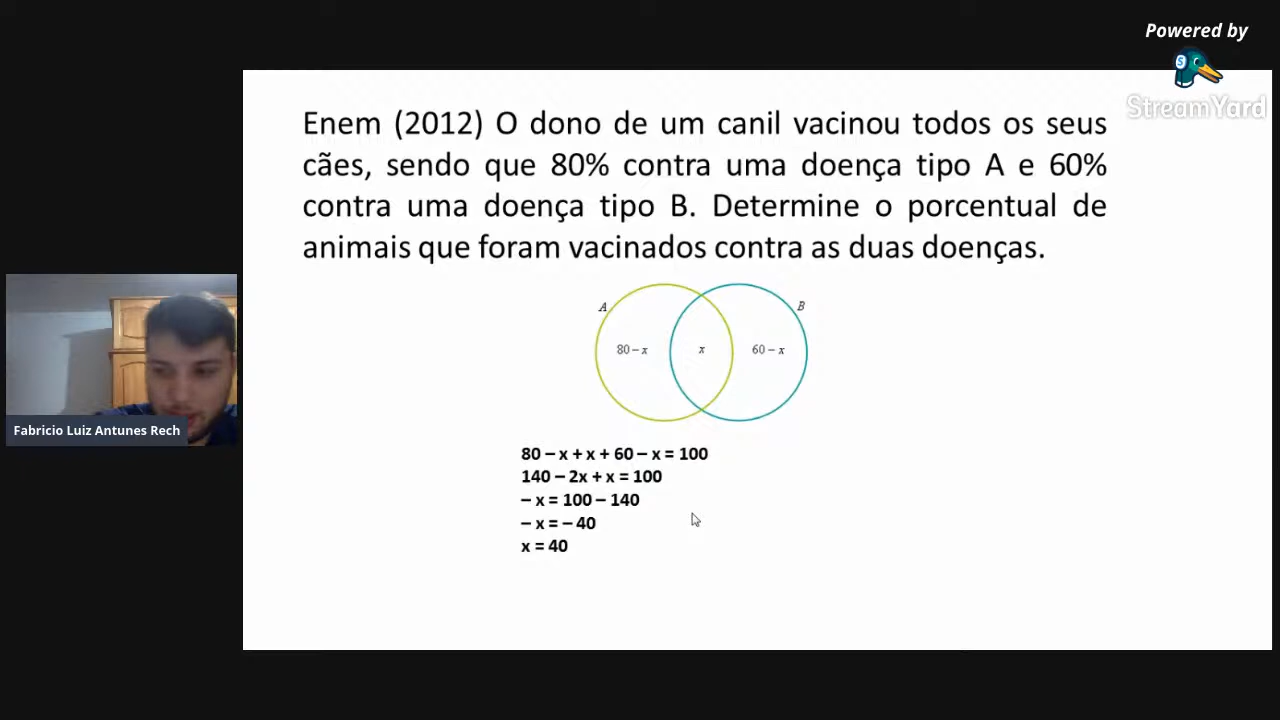 Powered by
StreamYard
Enem (2012) O dono de um canil vacinou todos os seus
cães, sendo que 80% contra uma doença tipo A e 60%
contra uma doença tipo B. Determine o porcentual de
animais que foram vacinados contra as duas doenças.
A
B
80 – x
x
60 – x
Fabricio Luiz Antunes Rech
80 – x + x + 60 – x = 100
140 – 2x + x = 100
– x = 100 – 140
– x = – 40
x = 40